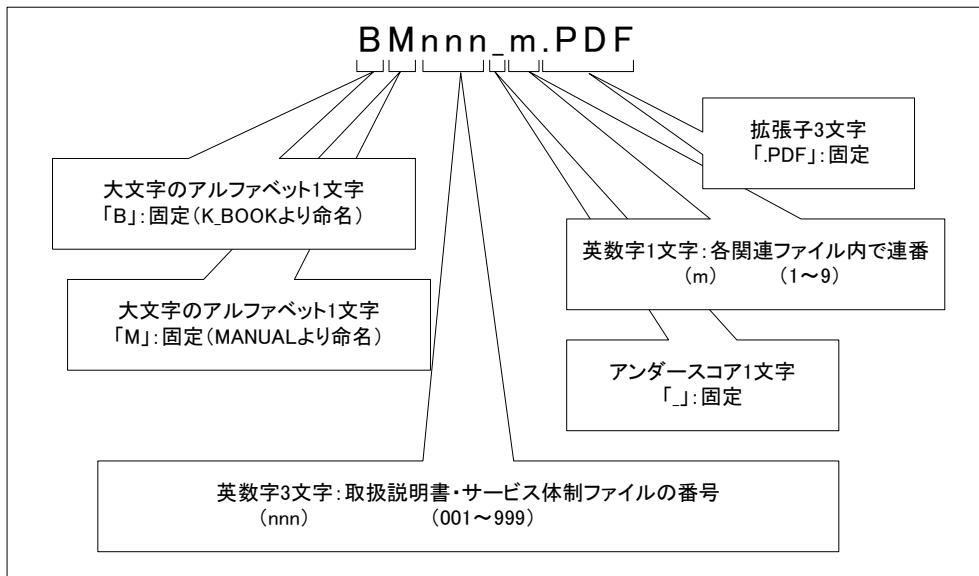 BMnnn_m.PDF
拡張子3文字
「.PDF」:固定
大文字のアルファベット1文字
「B」:固定(K_BOOKより命名)
英数字1文字:各関連ファイル内で連番
(m) (1～9)
大文字のアルファベット1文字
「M」:固定(MANUALより命名)
アンダースコア1文字
「_」:固定
英数字3文字:取扱説明書・サービス体制ファイルの番号
(nnn) (001～999)